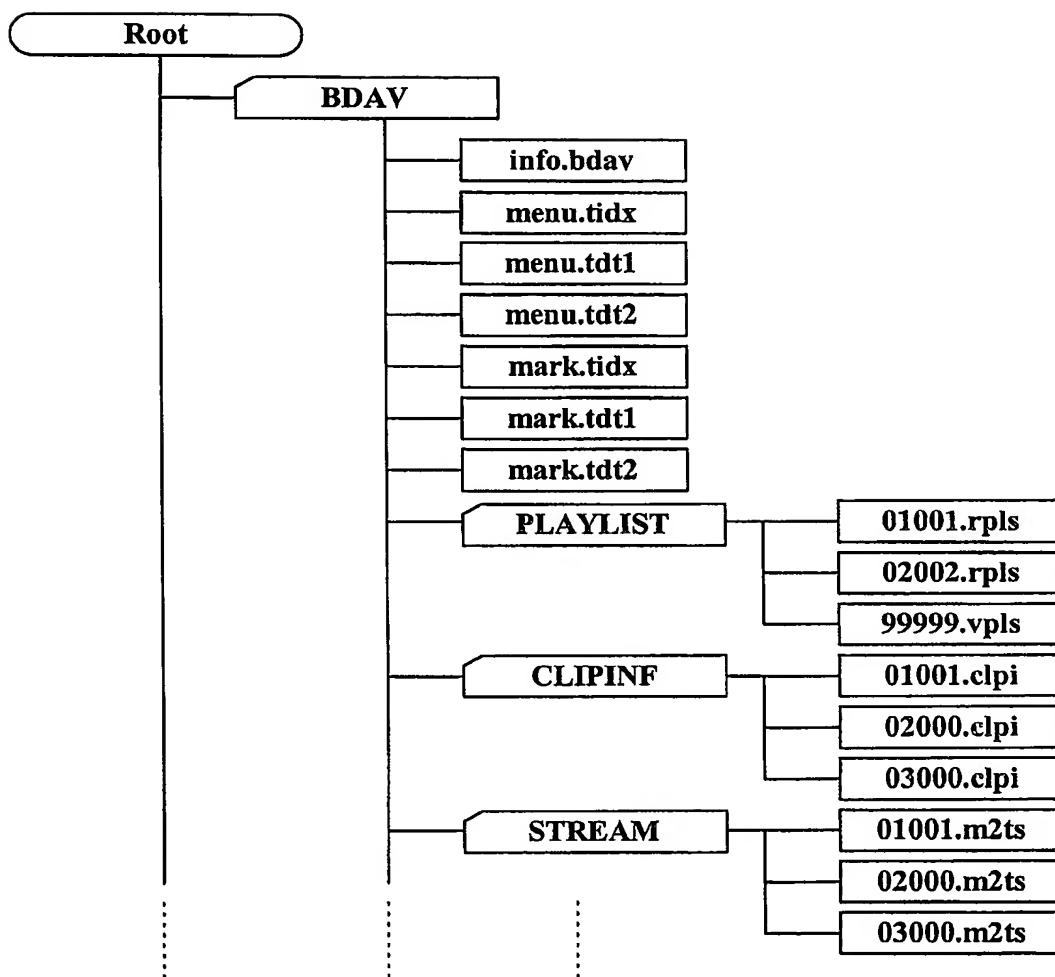 Root
BDAV
info.bdav
menu.tidx
menu.tdt1
menu.tdt2
mark.tidx
mark.tdt1
mark.tdt2
PLAYLIST
01001.rpls
02002.rpls
99999.vpls
CLIPINF
01001.clpi
02000.clpi
03000.clpi
STREAM
01001.m2ts
02000.m2ts
03000.m2ts